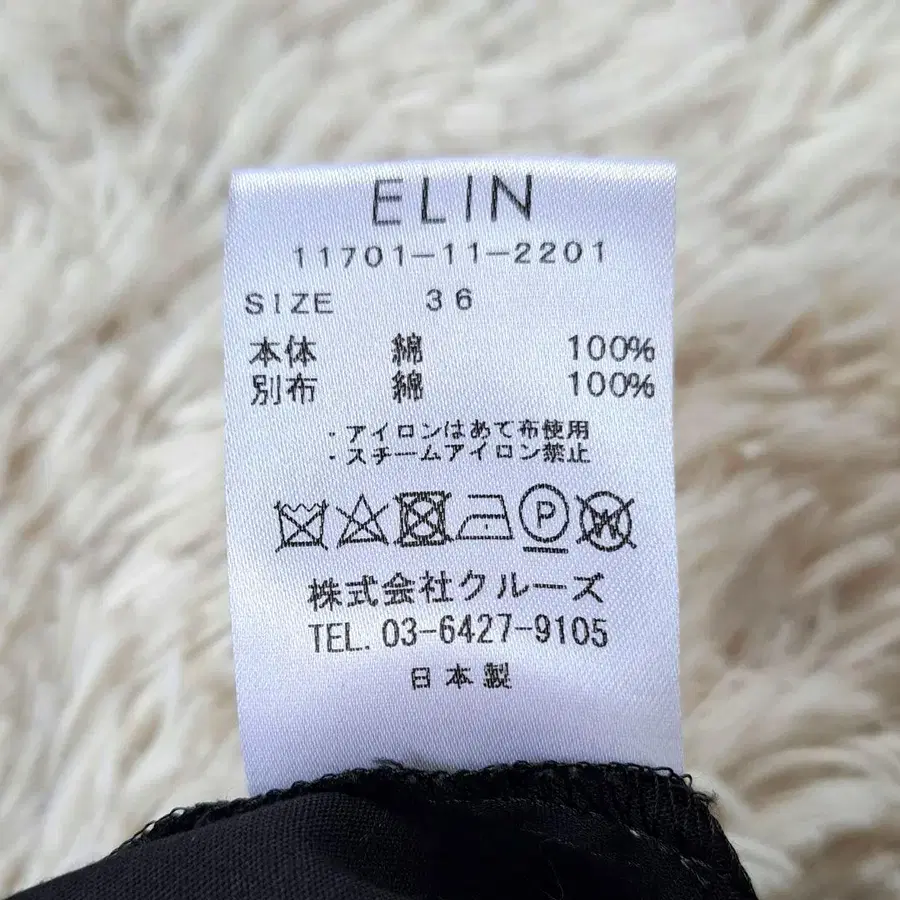 ELIN
11701-11-2201
SIZE 36
本体 綿 100%
別布 綿 100%
・アイロンはあて布使用
・スチームアイロン禁止
P W
株式会社クルーズ
TEL. 03-6427-9105
日本製